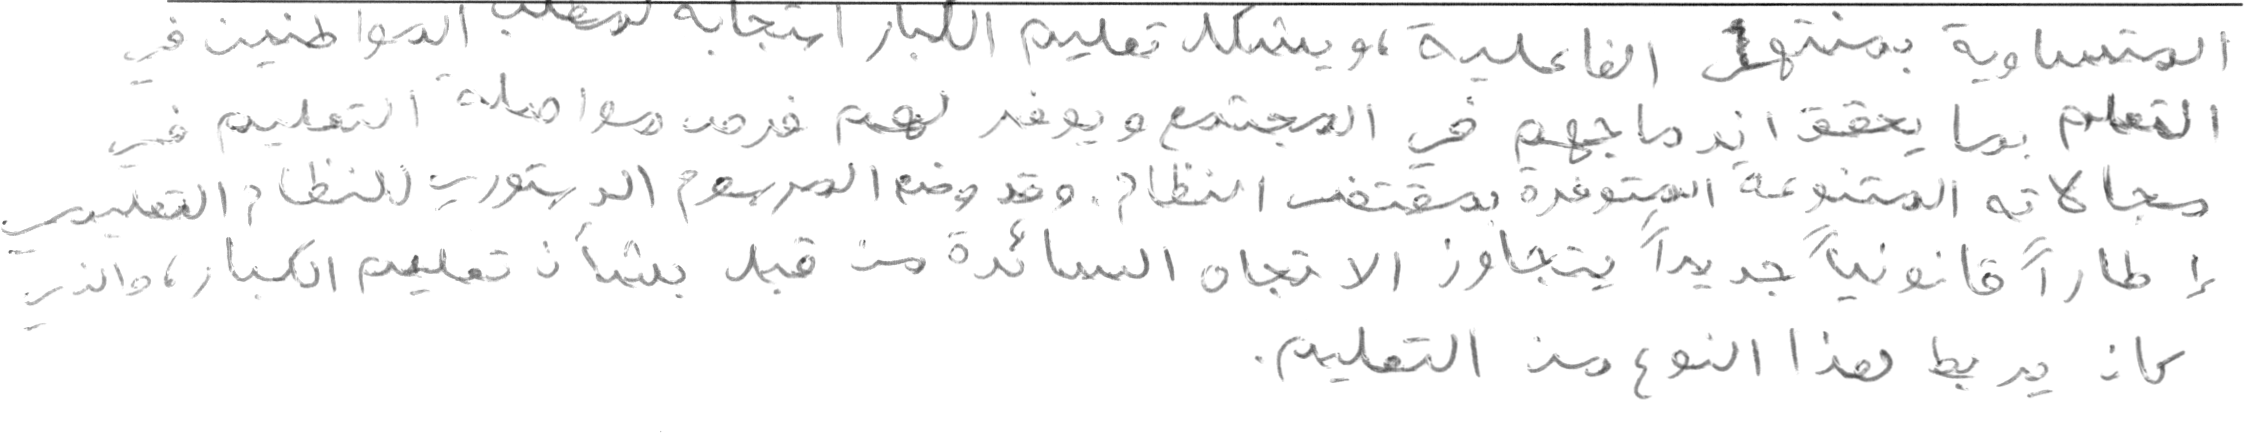 المتساوية بمنتهى الفاعلية، ويشكل تعليم الكبار استجابة لمطلب المواطنين في
التعلم بما يحقق اندماجهم في المجتمع ويوفر لهم فرص مواصلة التعليم في
مجالاته المتنوعة المتوفرة بمقتضى النظام. وقد وضع المرسوم الدستوري للنظام التعليمي
إطاراً قانونياً جديداً يتجاوز الاتجاه السائدة من قبل بشأن تعليم الكبار، والذي
كان يربط هذا النوع من التعليم.